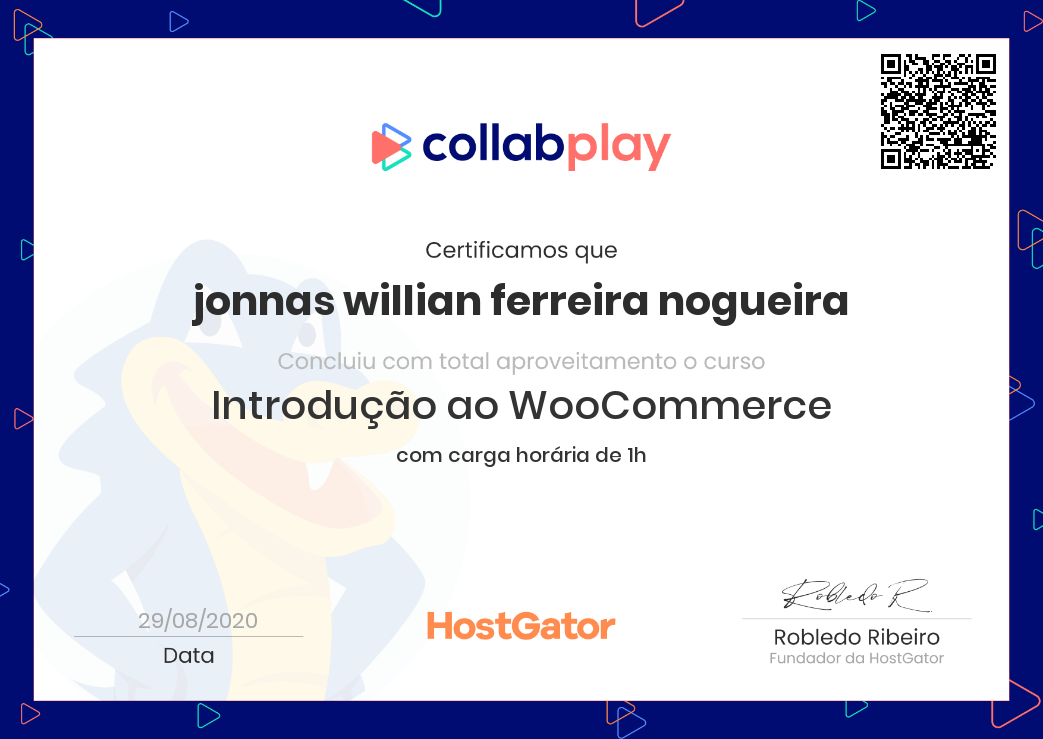 collabplay
Certificamos que
jonnas willian ferreira nogueira
Concluiu com total aproveitamento o curso
Introdução ao WooCommerce
com carga horária de 1h
29/08/2020
Data
HostGator
Robledo R.
Robledo Ribeiro
Fundador da HostGator